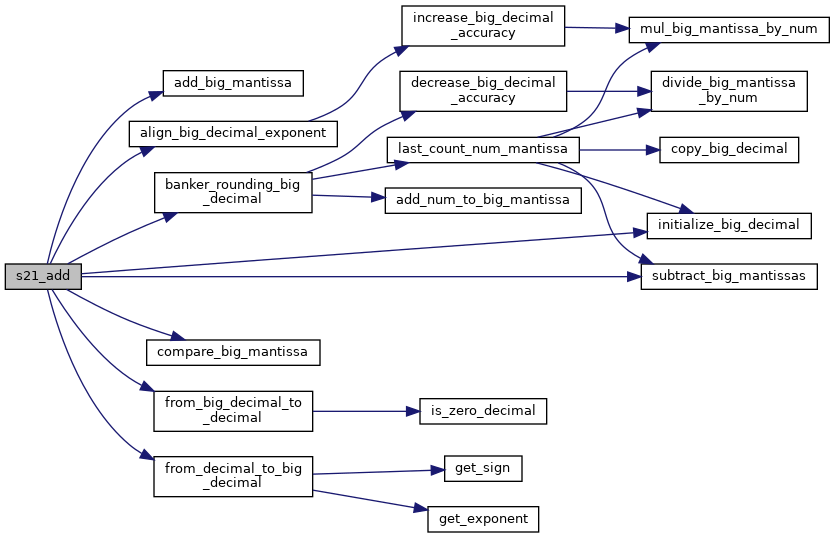 increase_big_decimal
_accuracy
mul_big_mantissa_by_num
add_big_mantissa
decrease_big_decimal
_accuracy
divide_big_mantissa
_by_num
align_big_decimal_exponent
last_count_num_mantissa
copy_big_decimal
banker_rounding_big
_decimal
add_num_to_big_mantissa
initialize_big_decimal
s21_add
subtract_big_mantissas
compare_big_mantissa
from_big_decimal_to
_decimal
is_zero_decimal
from_decimal_to_big
_decimal
get_sign
get_exponent